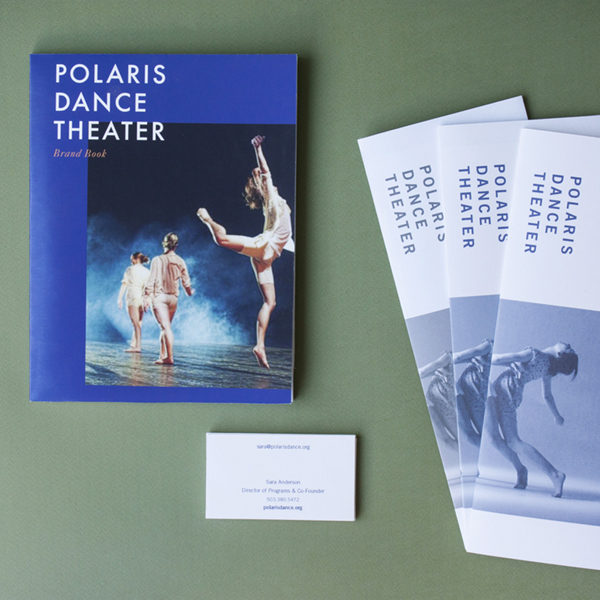 POLARIS
DANCE
THEATER
Brand Book
POLARIS
DANCE
THEATER
POLARIS
DANCE
THEATER
POLARIS
DANCE
THEATER
sara@polarisdance.org
Sara Anderson
Director of Programs & Co-Founder
polarisdance.org